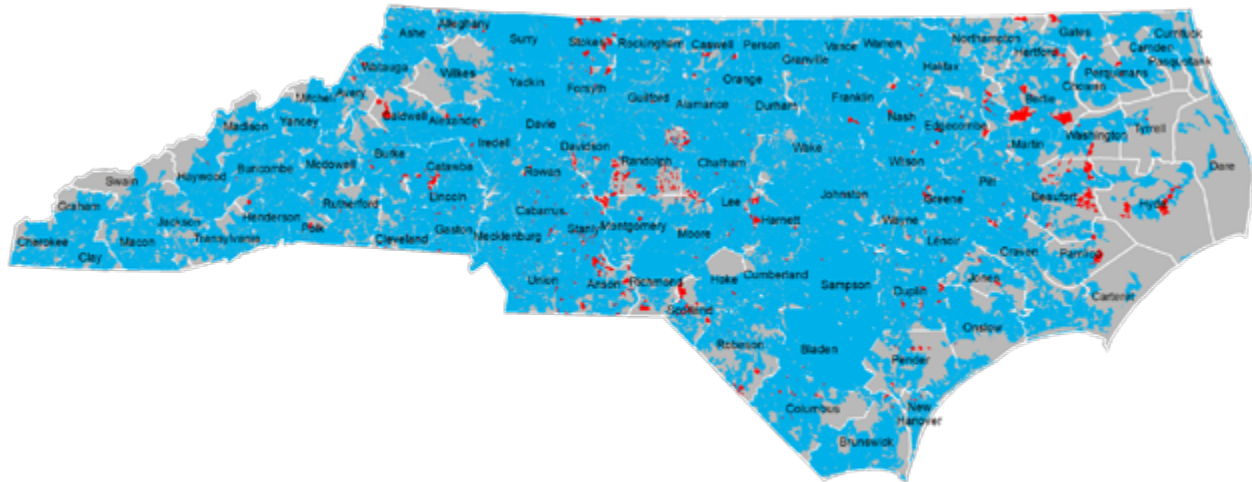 Ashe
Alleghany
Surry
Stokes
Rockingham
Caswell
Person
Vance
Warren
Granville
Northampton
Hertford
Gates
Currituck
Camden
Pasquotank
Perquimans
Chowan
Watauga
Wilkes
Yadkin
Forsyth
Guilford
Alamance
Orange
Durham
Franklin
Halifax
Bertie
Mitchell
Avery
Caldwell
Alexander
Iredell
Davie
Nash
Edgecombe
Martin
Washington
Tyrrell
Dare
Madison
Yancey
Burke
Catawba
Rowan
Davidson
Randolph
Chatham
Wake
Wilson
Pitt
Beaufort
Hyde
Swain
Haywood
Buncombe
Mcdowell
Lincoln
Cabarrus
Stanly
Montgomery
Moore
Lee
Harnett
Johnston
Wayne
Greene
Graham
Jackson
Henderson
Rutherford
Polk
Cleveland
Gaston
Mecklenburg
Transylvania
Lenoir
Craven
Pamlico
Cherokee
Macon
Clay
Union
Anson
Richmond
Hoke
Cumberland
Sampson
Duplin
Jones
Carteret
Scotland
Robeson
Bladen
Pender
Onslow
Columbus
New
Hanover
Brunswick